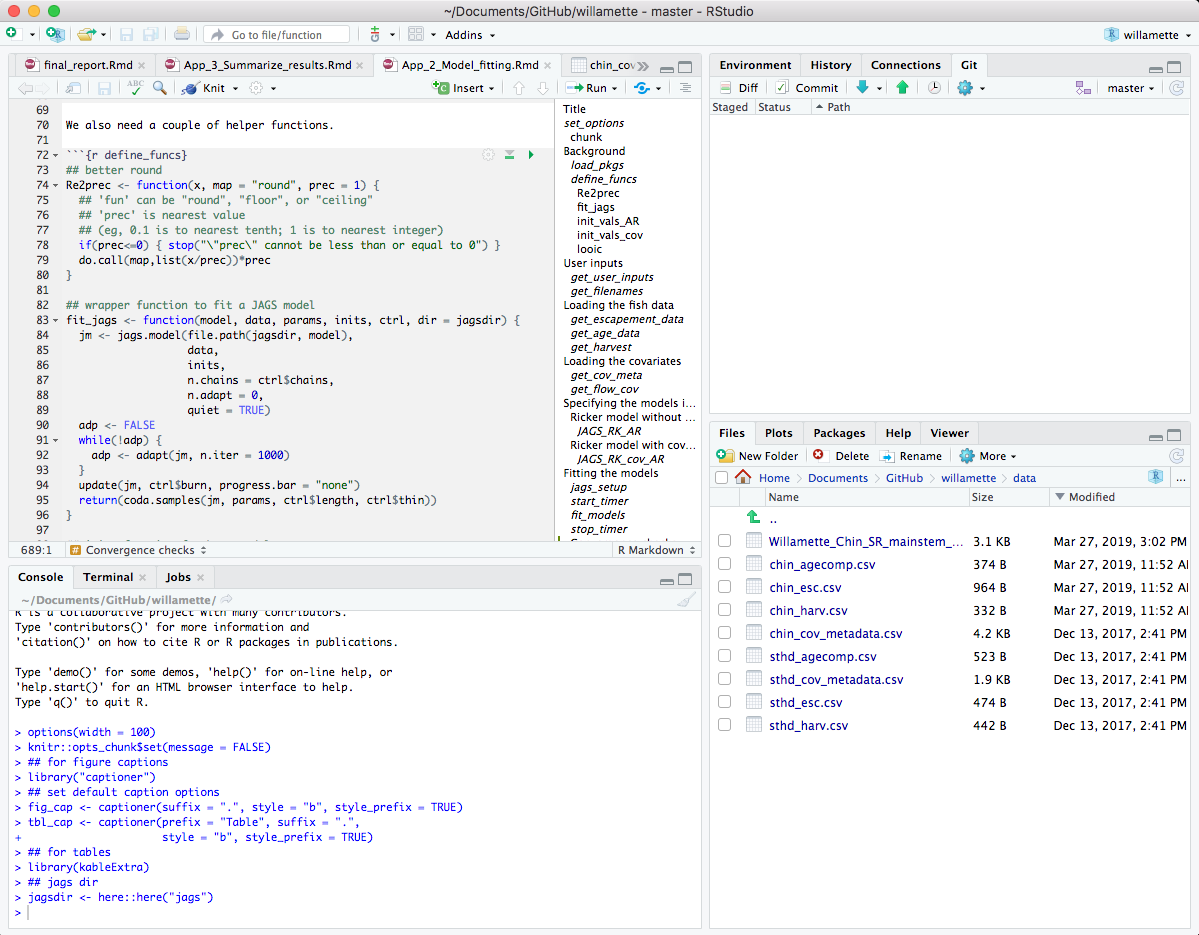 ~/Documents/GitHub/willamette - master - RStudio
Go to file/function
Addins
willamette
final_report.Rmd
App_3_Summarize_results.Rmd
App_2_Model_fitting.Rmd
chin_cov
ABC
Knit
Insert
Run
69
70 We also need a couple of helper functions.
71
72 ```{r define_funcs}
73 ## better round
74 Re2prec <- function(x, map = "round", prec = 1) {
75 ## 'fun' can be "round", "floor", or "ceiling"
76 ## 'prec' is nearest value
77 ## (eg, 0.1 is to nearest tenth; 1 is to nearest integer)
78 if(prec<=0) { stop("\"prec\" cannot be less than or equal to 0") }
79 do.call(map,list(x/prec))*prec
80 }
81
82 ## wrapper function to fit a JAGS model
83 fit_jags <- function(model, data, params, inits, ctrl, dir = jagsdir) {
84 jm <- jags.model(file.path(jagsdir, model),
85 data,
86 inits,
87 n.chains = ctrl$chains,
88 n.adapt = 0,
89 quiet = TRUE)
90 adp <- FALSE
91 while(!adp) {
92 adp <- adapt(jm, n.iter = 1000)
93 }
94 update(jm, ctrl$burn, progress.bar = "none")
95 return(coda.samples(jm, params, ctrl$length, ctrl$thin))
96 }
97
689:1
# Convergence checks
R Markdown
Title
set_options
chunk
Background
load_pkgs
define_funcs
Re2prec
fit_jags
init_vals_AR
init_vals_cov
looic
User inputs
get_user_inputs
get_filenames
Loading the fish data
get_escapement_data
get_age_data
get_harvest
Loading the covariates
get_cov_meta
get_flow_cov
Specifying the models i...
Ricker model without ...
JAGS_RK_AR
Ricker model with cov...
JAGS_RK_cov_AR
Fitting the models
jags_setup
start_timer
fit_models
stop_timer
Console
Terminal
Jobs
~/Documents/GitHub/willamette/
R is a collaborative project with many contributors.
Type 'contributors()' for more information and
'citation()' on how to cite R or R packages in publications.
Type 'demo()' for some demos, 'help()' for on-line help, or
'help.start()' for an HTML browser interface to help.
Type 'q()' to quit R.
> options(width = 100)
> knitr::opts_chunk$set(message = FALSE)
> ## for figure captions
> library("captioner")
> ## set default caption options
> fig_cap <- captioner(suffix = ".", style = "b", style_prefix = TRUE)
> tbl_cap <- captioner(prefix = "Table", suffix = ".",
+ style = "b", style_prefix = TRUE)
> ## for tables
> library(kableExtra)
> ## jags dir
> jagsdir <- here::here("jags")
>
Environment
History
Connections
Git
Diff
Commit
master
Staged
Status
Path
Files
Plots
Packages
Help
Viewer
New Folder
Delete
Rename
More
Home
Documents
GitHub
willamette
data
...
Name
Size
Modified
..
Willamette_Chin_SR_mainstem_... 3.1 KB Mar 27, 2019, 3:02 PM
chin_agecomp.csv 374 B Mar 27, 2019, 11:52 AM
chin_esc.csv 964 B Mar 27, 2019, 11:52 AM
chin_harv.csv 332 B Mar 27, 2019, 11:52 AM
chin_cov_metadata.csv 4.2 KB Dec 13, 2017, 2:41 PM
sthd_agecomp.csv 523 B Dec 13, 2017, 2:41 PM
sthd_cov_metadata.csv 1.9 KB Dec 13, 2017, 2:41 PM
sthd_esc.csv 474 B Dec 13, 2017, 2:41 PM
sthd_harv.csv 442 B Dec 13, 2017, 2:41 PM